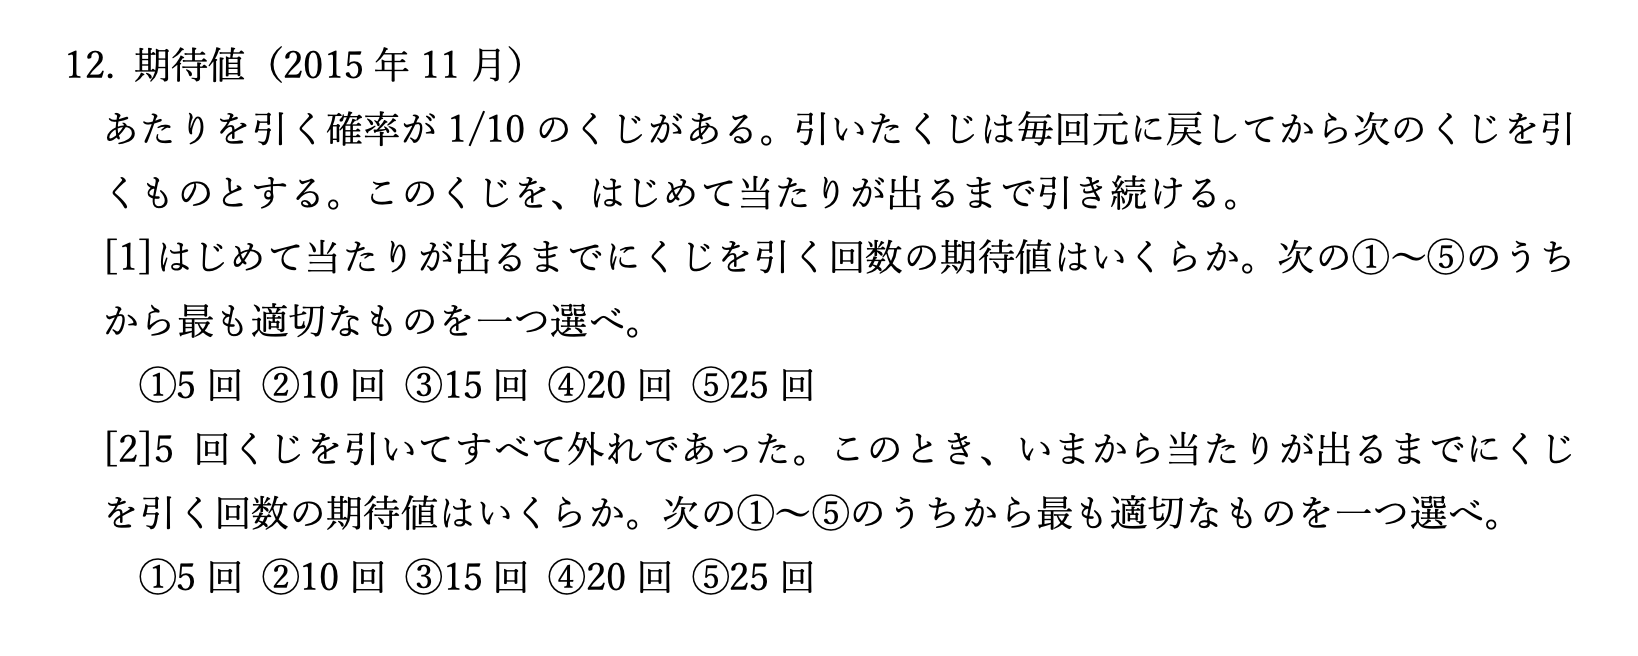 12. 期待値（2015 年 11 月）
あたりを引く確率が 1/10 のくじがある。引いたくじは毎回元に戻してから次のくじを引
くものとする。このくじを、はじめて当たりが出るまで引き続ける。
[1]はじめて当たりが出るまでにくじを引く回数の期待値はいくらか。次の①～⑤のうち
から最も適切なものを一つ選べ。
①5 回 ②10 回 ③15 回 ④20 回 ⑤25 回
[2]5 回くじを引いてすべて外れであった。このとき、いまから当たりが出るまでにくじ
を引く回数の期待値はいくらか。次の①～⑤のうちから最も適切なものを一つ選べ。
①5 回 ②10 回 ③15 回 ④20 回 ⑤25 回